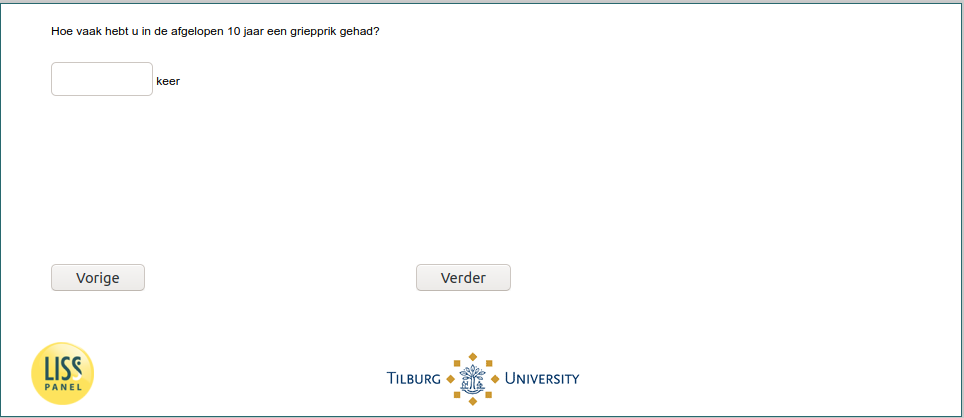 Hoe vaak hebt u in de afgelopen 10 jaar een griepprik gehad?
keer
Vorige
Verder
LISS
PANEL
TILBURG UNIVERSITY